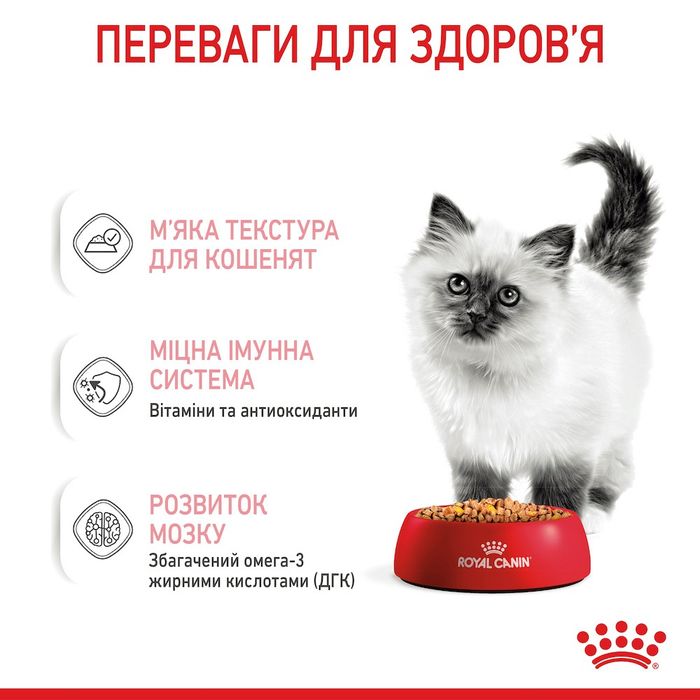 ПЕРЕВАГИ ДЛЯ ЗДОРОВ'Я
М'ЯКА ТЕКСТУРА
ДЛЯ КОШЕНЯТ
МІЦНА ІМУННА
СИСТЕМА
Вітаміни та антиоксиданти
РОЗВИТОК
МОЗКУ
Збагачений омега-3
жирними кислотами (ДГК)
ROYAL CANIN